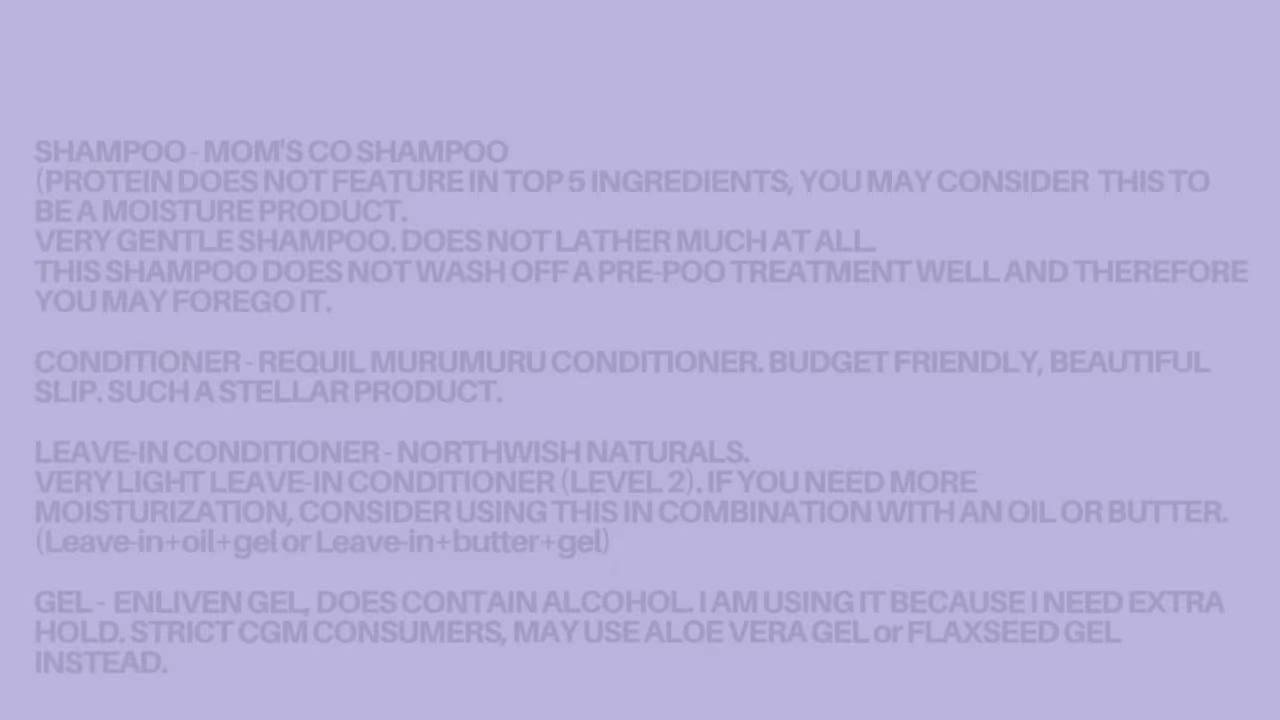 SHAMPOO - MOM'S CO SHAMPOO
(PROTEIN DOES NOT FEATURE IN TOP 5 INGREDIENTS, YOU MAY CONSIDER THIS TO
BE A MOISTURE PRODUCT.
VERY GENTLE SHAMPOO. DOES NOT LATHER MUCH AT ALL.
THIS SHAMPOO DOES NOT WASH OFF A PRE-POO TREATMENT WELL AND THEREFORE
YOU MAY FOREGO IT.
CONDITIONER - REQUIL MURUMURU CONDITIONER. BUDGET FRIENDLY, BEAUTIFUL
SLIP. SUCH A STELLAR PRODUCT.
LEAVE-IN CONDITIONER - NORTHWISH NATURALS.
VERY LIGHT LEAVE-IN CONDITIONER (LEVEL 2). IF YOU NEED MORE
MOISTURIZATION, CONSIDER USING THIS IN COMBINATION WITH AN OIL OR BUTTER.
(Leave-in+oil+gel or Leave-in+butter+gel)
GEL - ENLIVEN GEL, DOES CONTAIN ALCOHOL. I AM USING IT BECAUSE I NEED EXTRA
HOLD. STRICT CGM CONSUMERS, MAY USE ALOE VERA GEL or FLAXSEED GEL
INSTEAD.